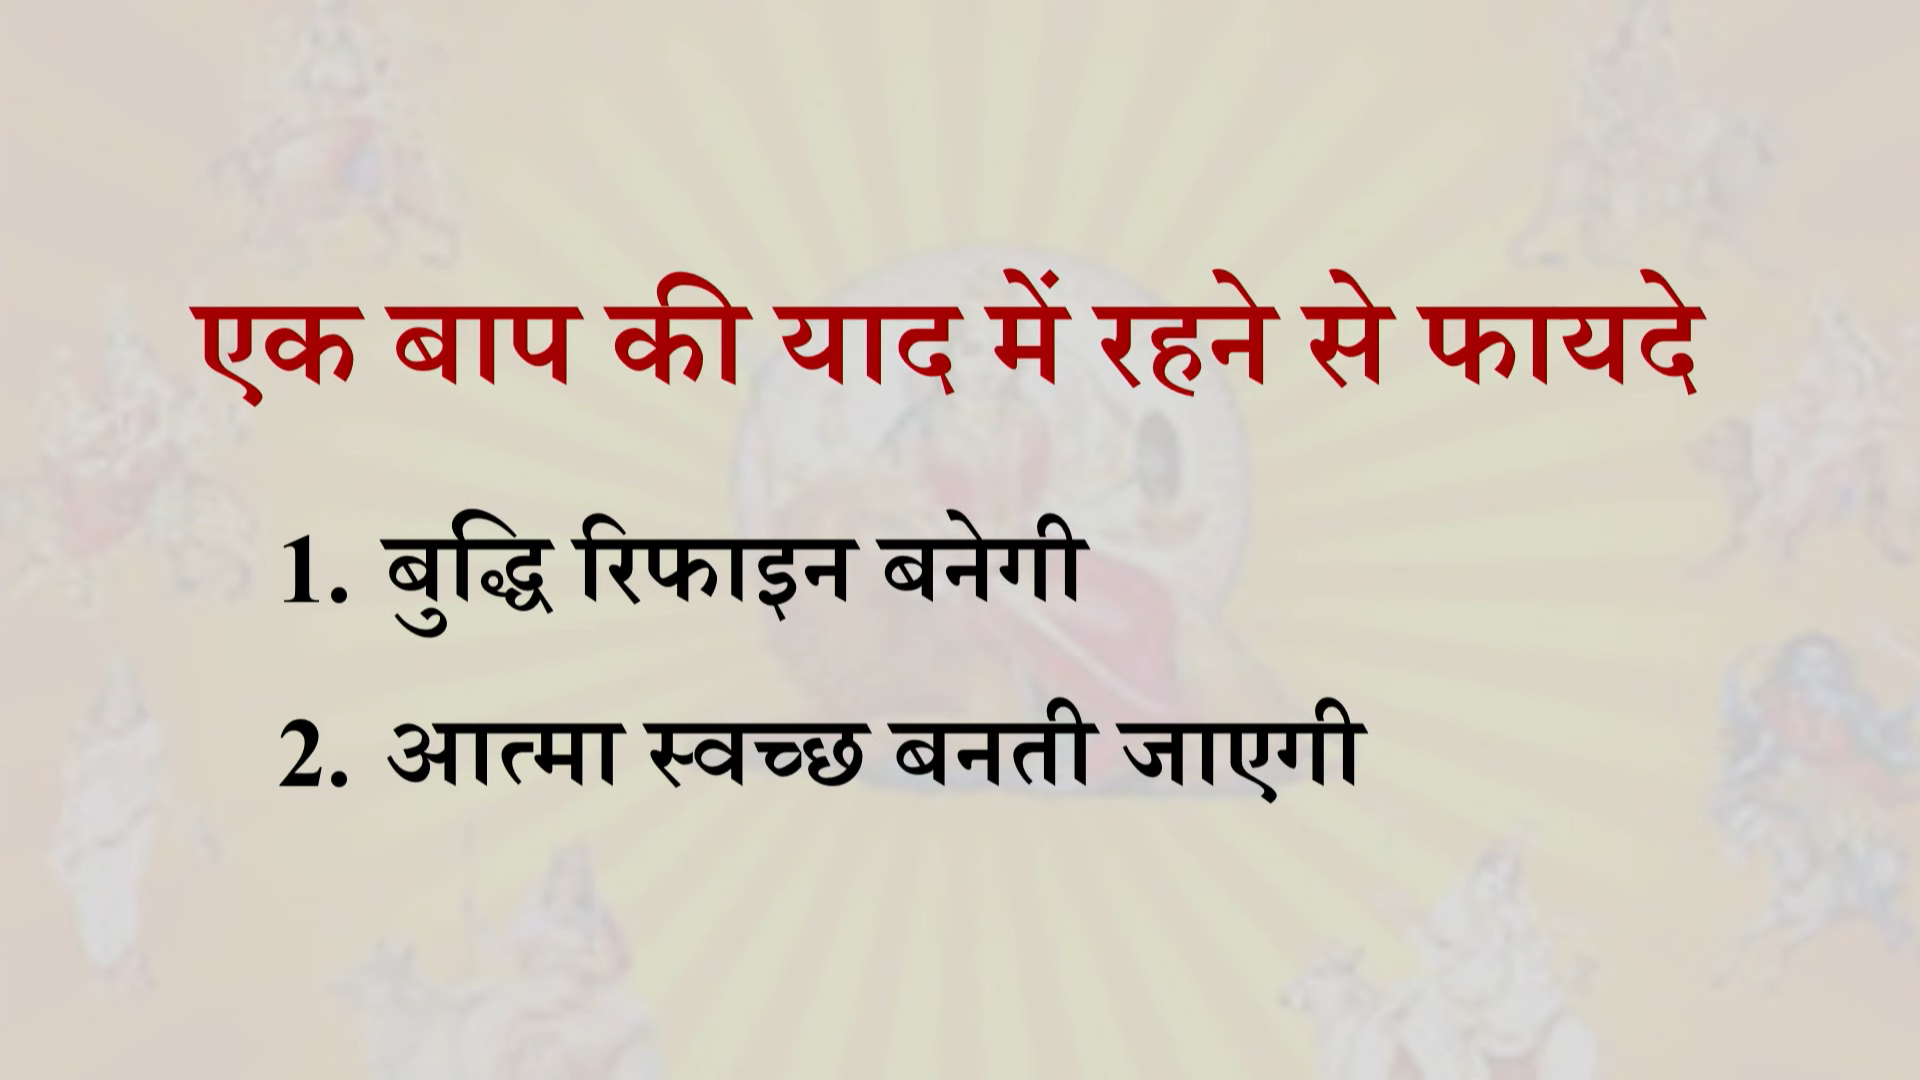 एक बाप की याद में रहने से फायदे
1. बुद्धि रिफाइन बनेगी
2. आत्मा स्वच्छ बनती जाएगी